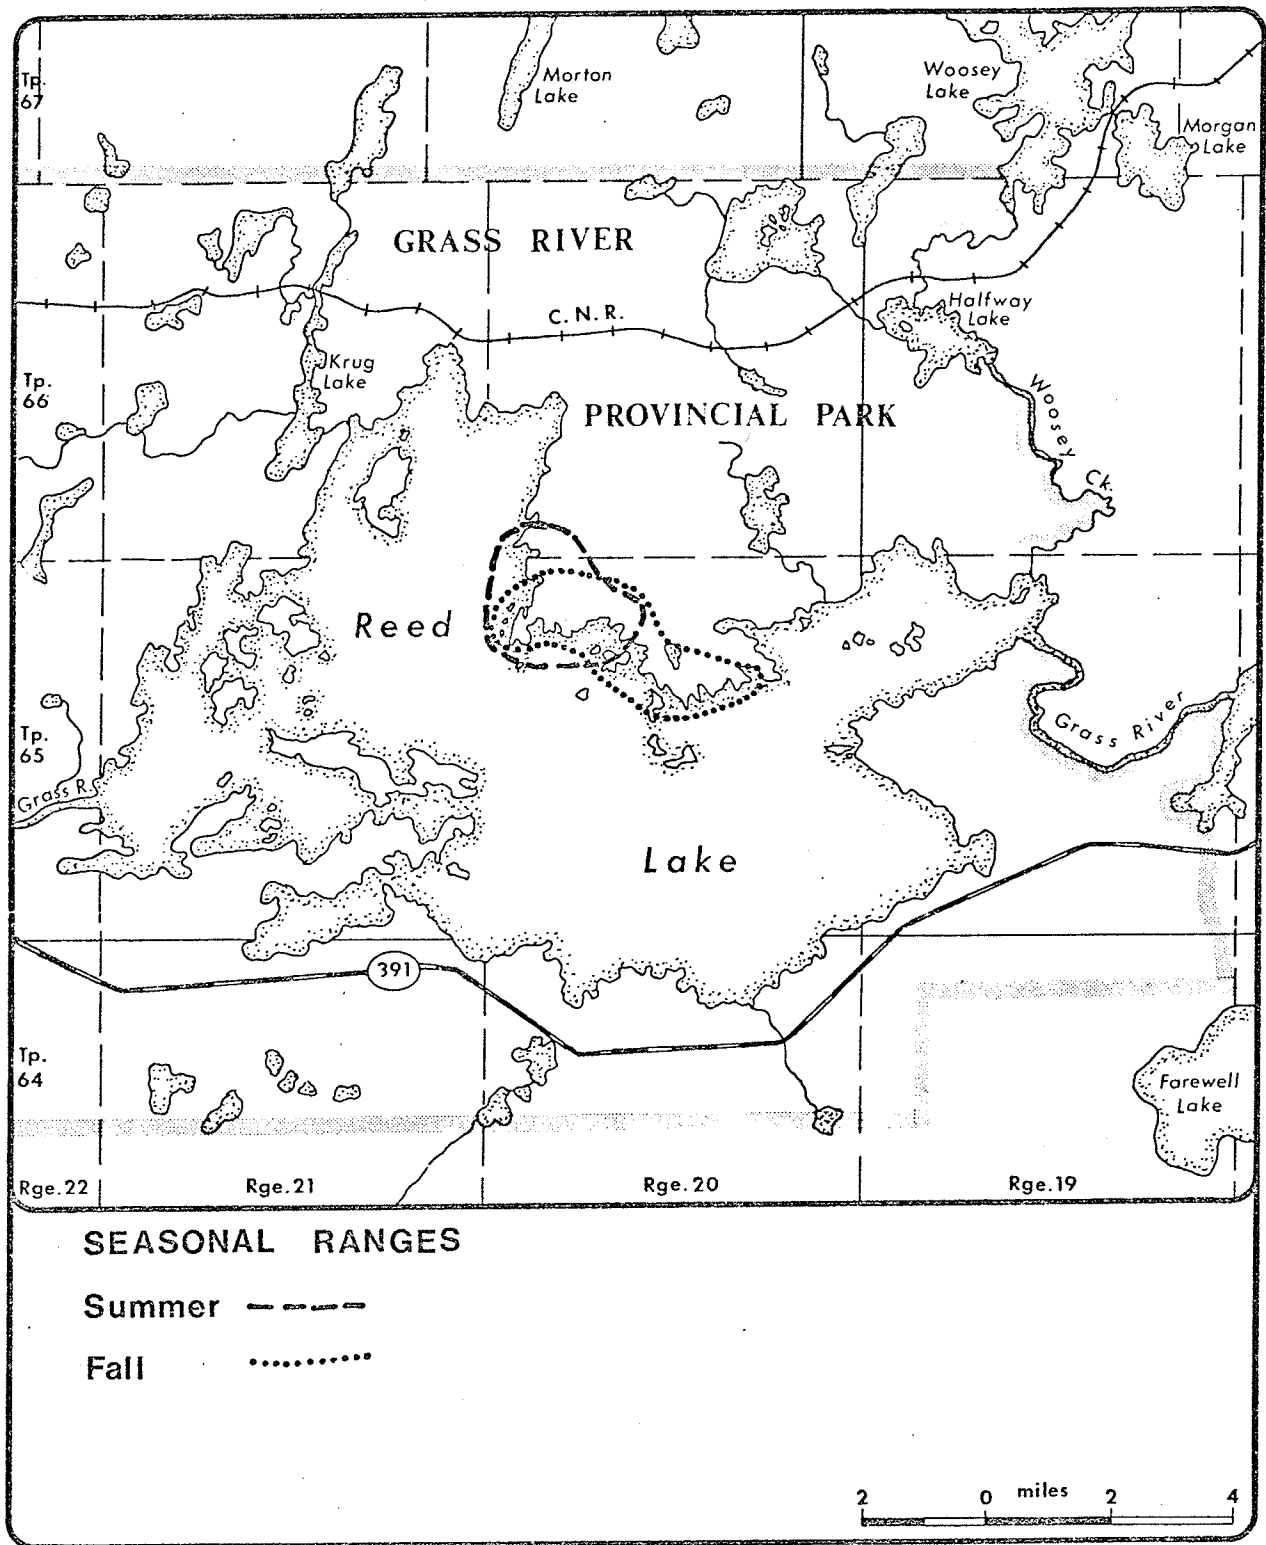 Tp.
67
Morton
Lake
Woosey
Lake
Morgan
Lake
GRASS RIVER
C.N.R.
Halfway
Lake
Krug
Lake
Tp.
66
PROVINCIAL PARK
Woosey Ck.
Reed
Tp.
65
Grass River
Grass R.
Lake
391
Tp.
64
Farewell
Lake
Rge.22
Rge.21
Rge.20
Rge.19
SEASONAL RANGES
Summer
Fall
2 0 miles 2 4